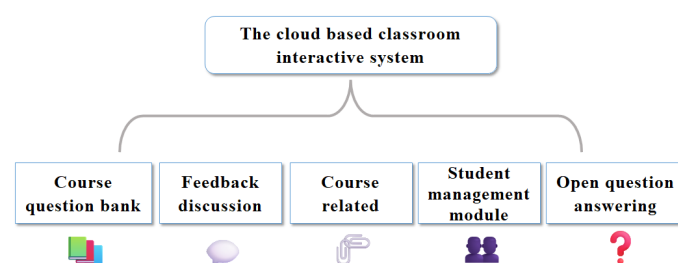 The cloud based classroom
interactive system
Course
question bank
Feedback
discussion
Course
related
Student
management
module
Open question
answering